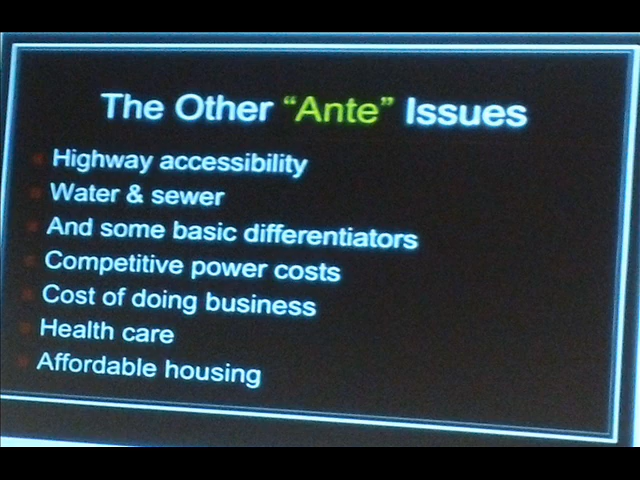 The Other “Ante” Issues
Highway accessibility
Water & sewer
And some basic differentiators
Competitive power costs
Cost of doing business
Health care
Affordable housing